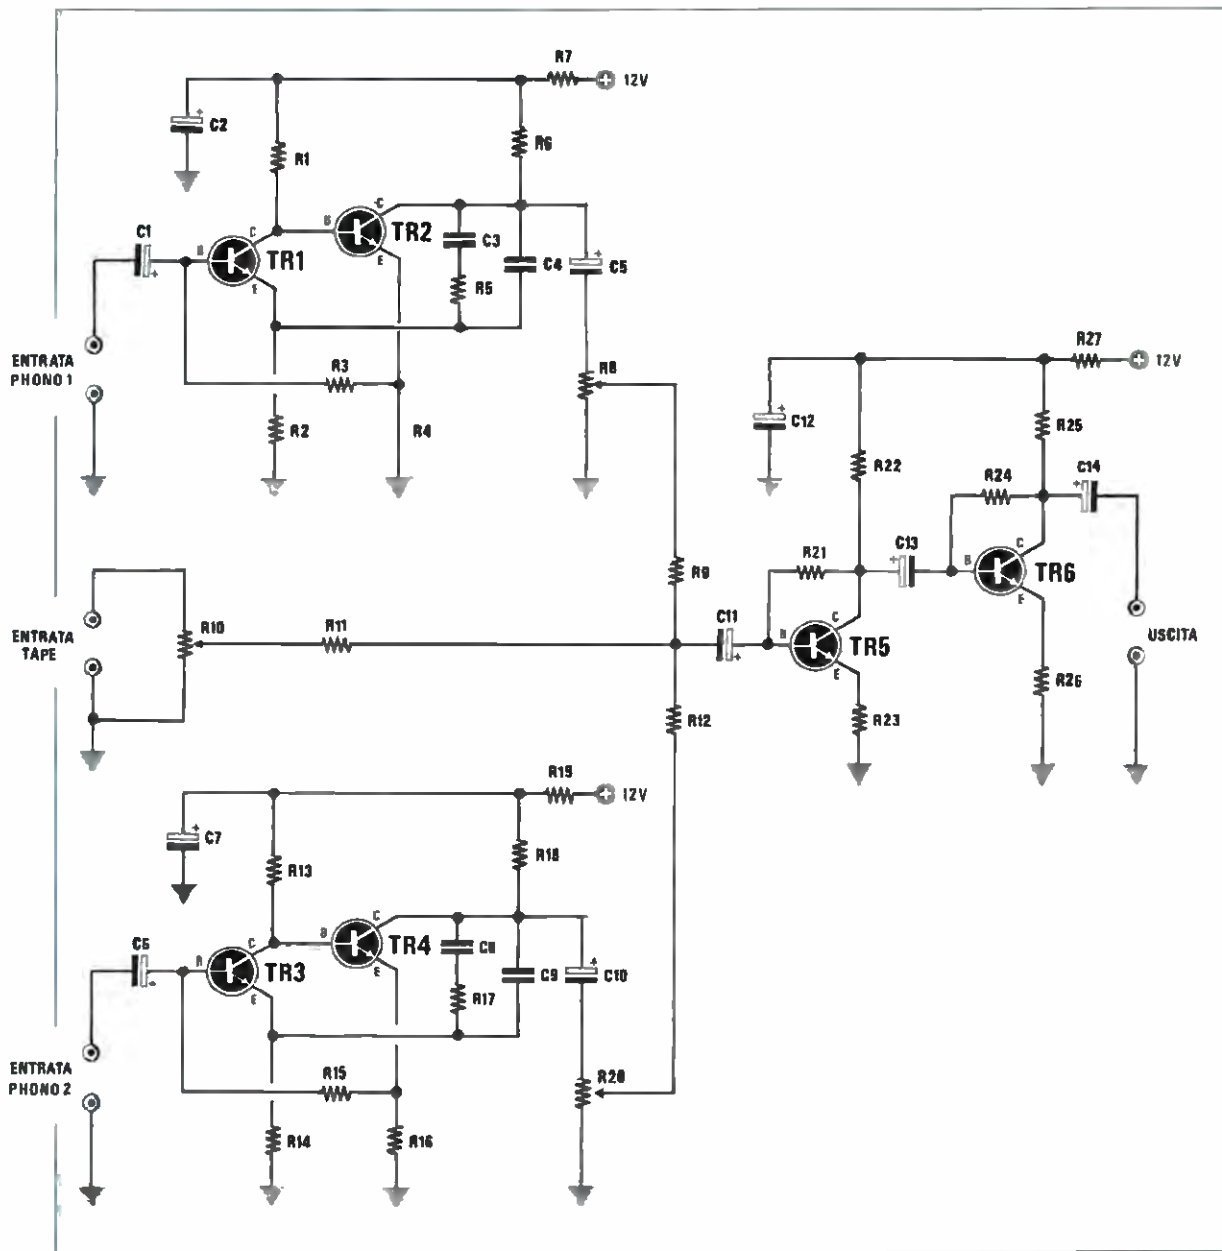 R7
12V
C2
R1
R6
C
B
TR2
E
C1
B
C
TR1
E
C3
C4
C5
R5
ENTRATA
PHONO 1
R3
R8
R2
R4
R27
12V
C12
R25
R22
R24
C14
R9
R21
C13
B
C
TR6
E
ENTRATA
TAPE
R10
R11
C11
B
C
TR5
E
USCITA
R12
R23
R26
R19
12V
C7
R13
R18
C
B
TR4
E
C6
B
C
TR3
E
C8
C9
C10
R17
ENTRATA
PHONO 2
R15
R20
R14
R16